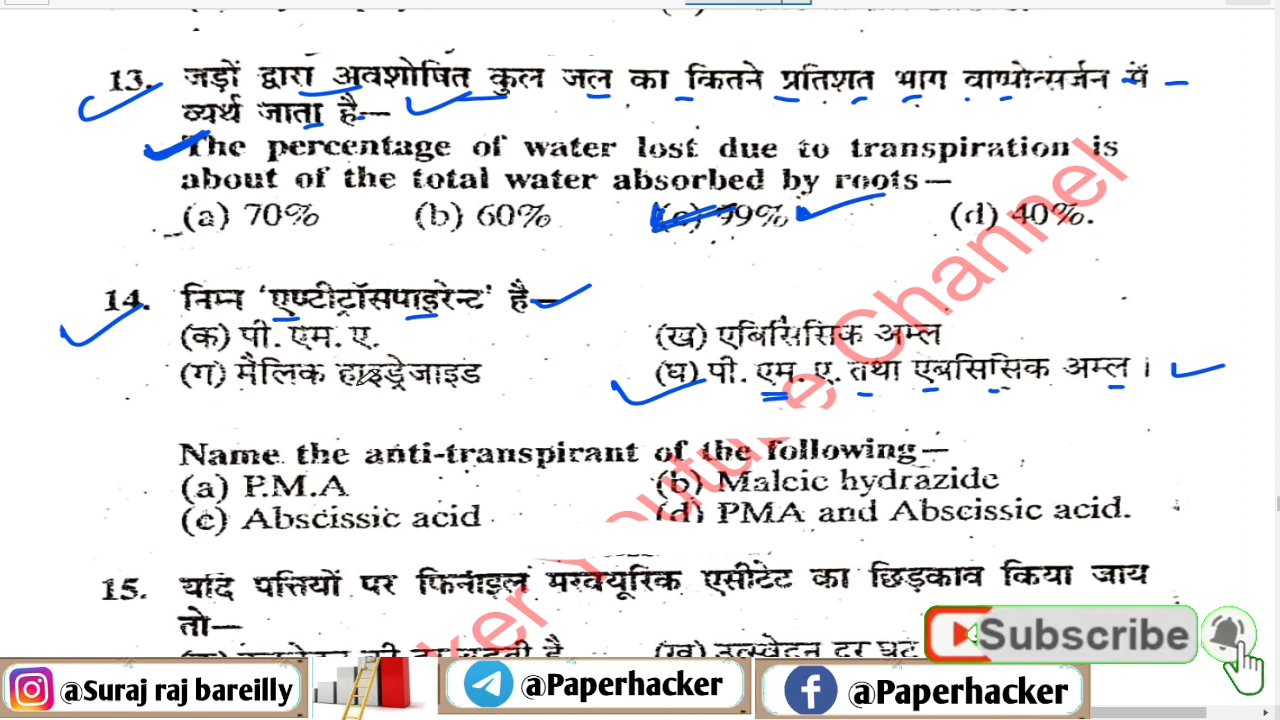 13. जड़ों द्वारा अवशोषित कुल जल का कितने प्रतिशत भाग वाष्पोत्सर्जन में
व्यर्थ जाता है—
The percentage of water lost due to transpiration is
about of the total water absorbed by roots—
(a) 70% (b) 60% (c) 99% (d) 40%.
14. निम्न ‘एण्टीट्रॉसपाइरेन्ट’ है—
(क) पी. एम. ए. (ख) एबिसिसिक अम्ल
(ग) मैलिक हाइड्रेजाइड (घ) पी. एम. ए. तथा एबसिसिक अम्ल ।
Name the anti-transpirant of the following—
(a) P.M.A (b) Maleic hydrazide
(c) Abscissic acid (d) PMA and Abscissic acid.
15. यदि पत्तियों पर फिनाइल मरक्यूरिक एसीटेट का छिड़काव किया जाय
तो—
Channel
Subscribe
@Suraj raj bareilly @Paperhacker @Paperhacker